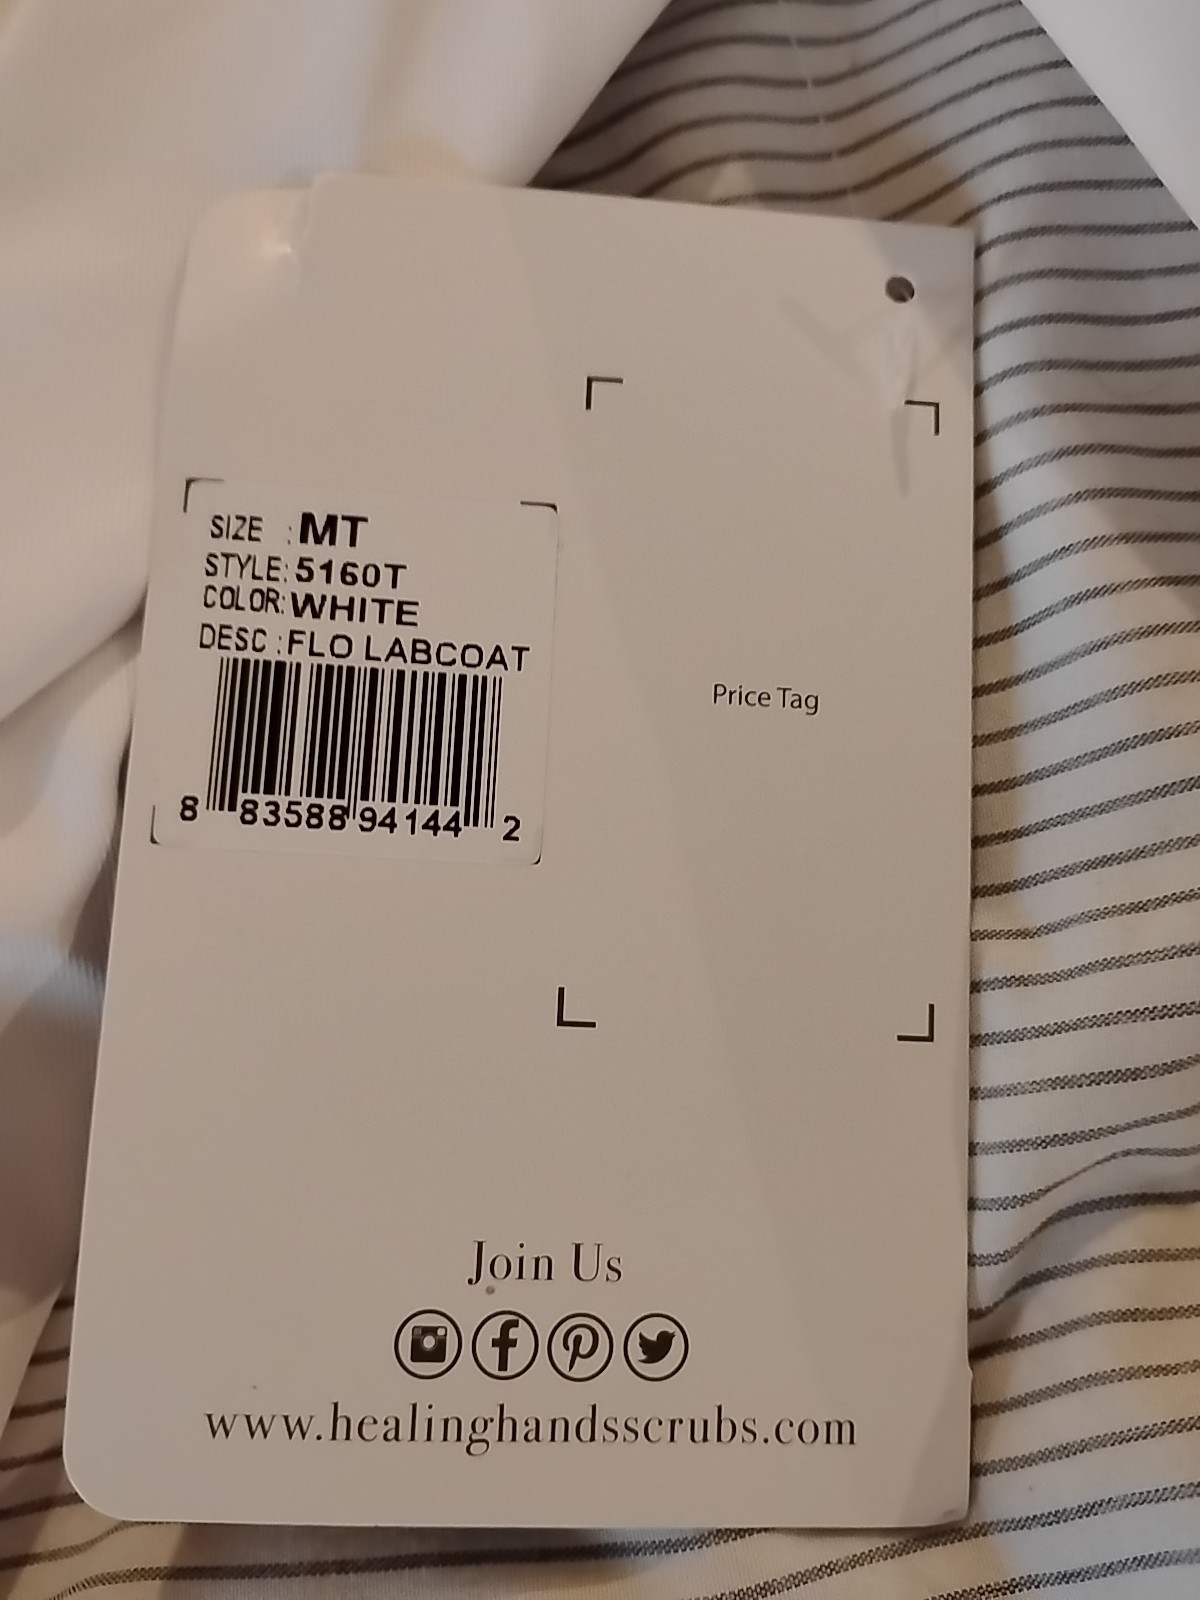 SIZE : MT
STYLE: 5160T
COLOR: WHITE
DESC : FLO LABCOAT
8 83588 94144 2
Price Tag
Join Us
www.healinghandsscrubs.com